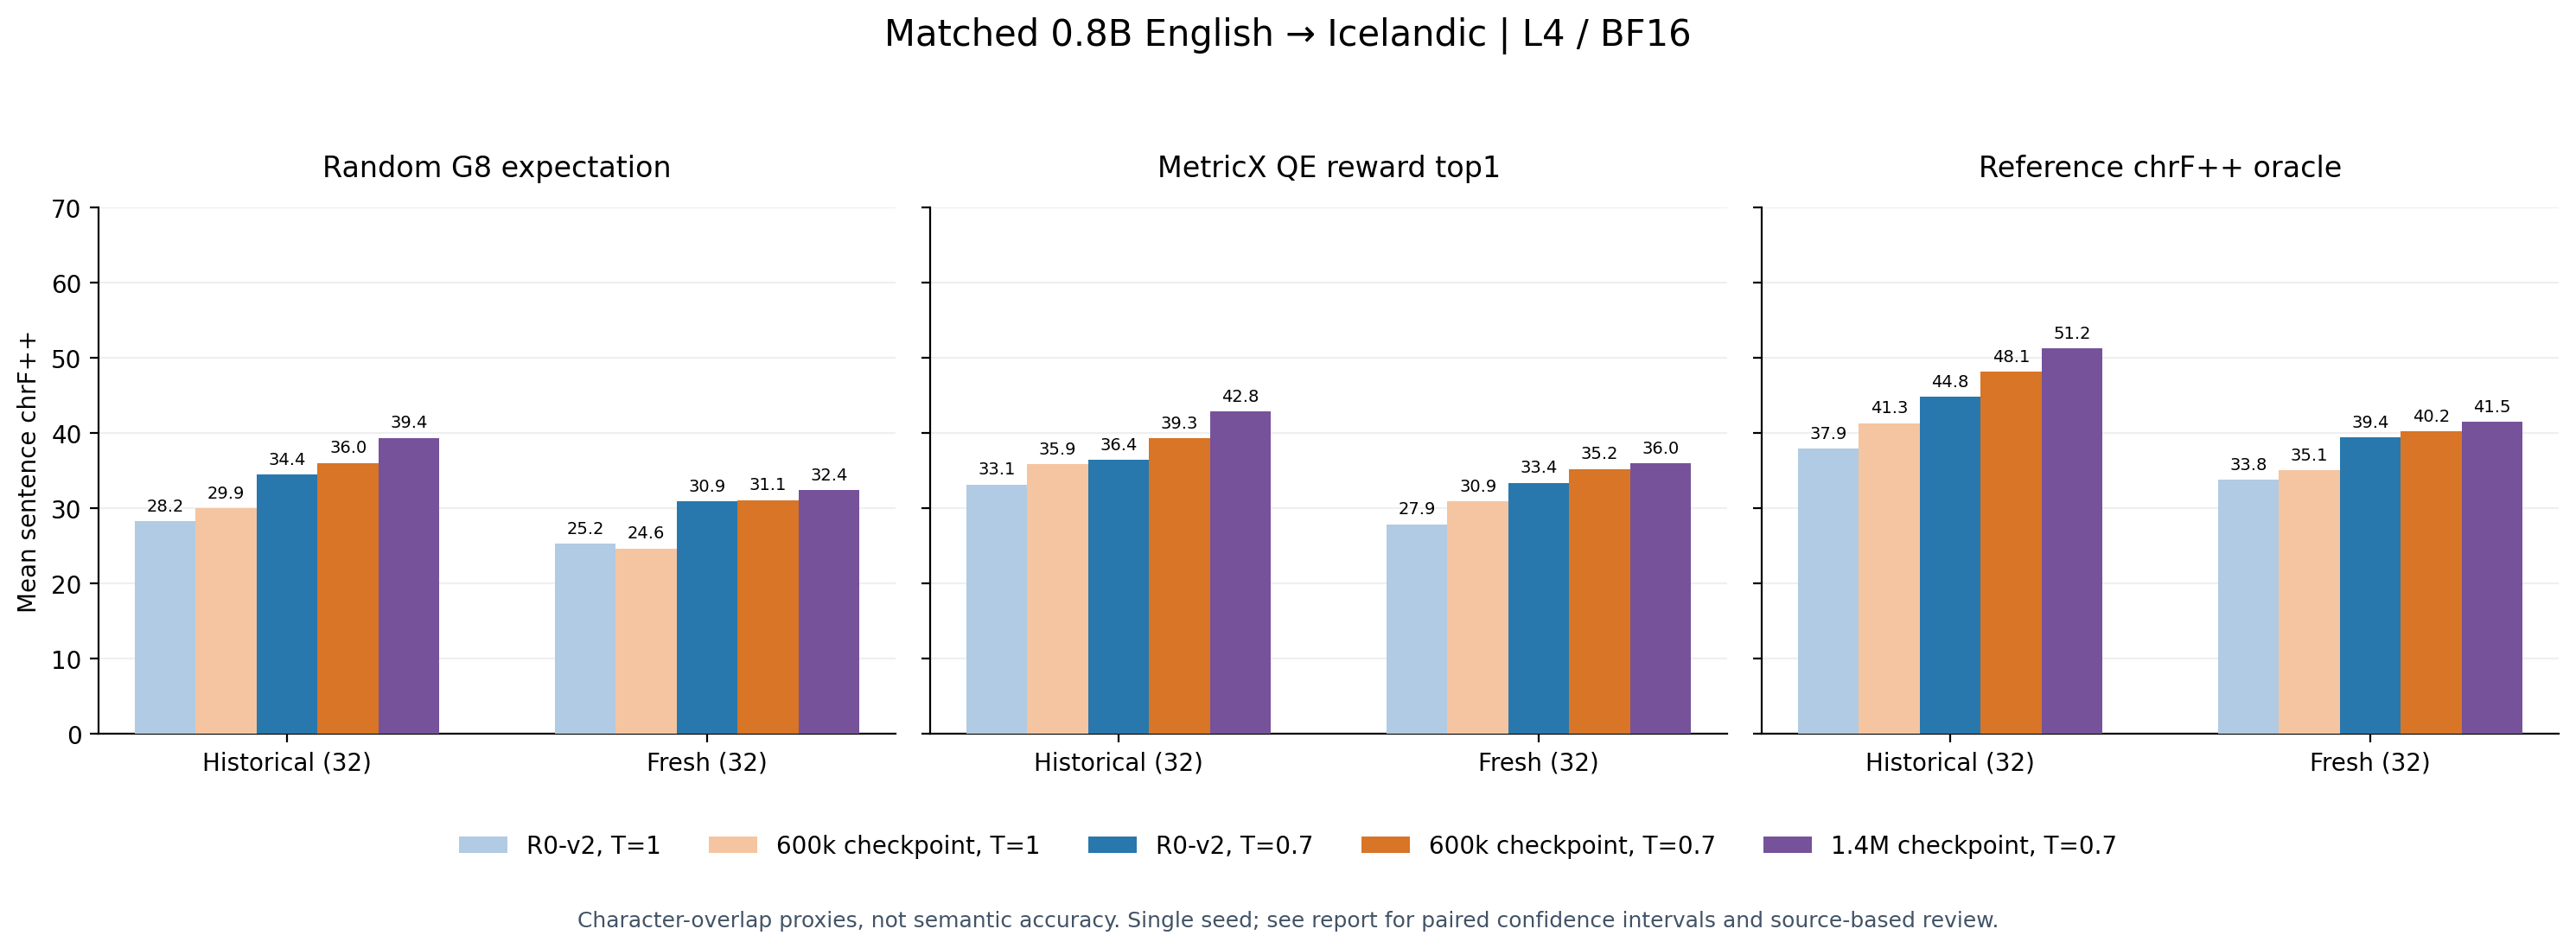 Matched 0.8B English → Icelandic | L4 / BF16
Random G8 expectation
MetricX QE reward top1
Reference chrF++ oracle
Mean sentence chrF++
70
60
50
40
30
20
10
0
28.2
29.9
34.4
36.0
39.4
25.2
24.6
30.9
31.1
32.4
33.1
35.9
36.4
39.3
42.8
27.9
30.9
33.4
35.2
36.0
37.9
41.3
44.8
48.1
51.2
33.8
35.1
39.4
40.2
41.5
Historical (32)
Fresh (32)
Historical (32)
Fresh (32)
Historical (32)
Fresh (32)
R0-v2, T=1
600k checkpoint, T=1
R0-v2, T=0.7
600k checkpoint, T=0.7
1.4M checkpoint, T=0.7
Character-overlap proxies, not semantic accuracy. Single seed; see report for paired confidence intervals and source-based review.